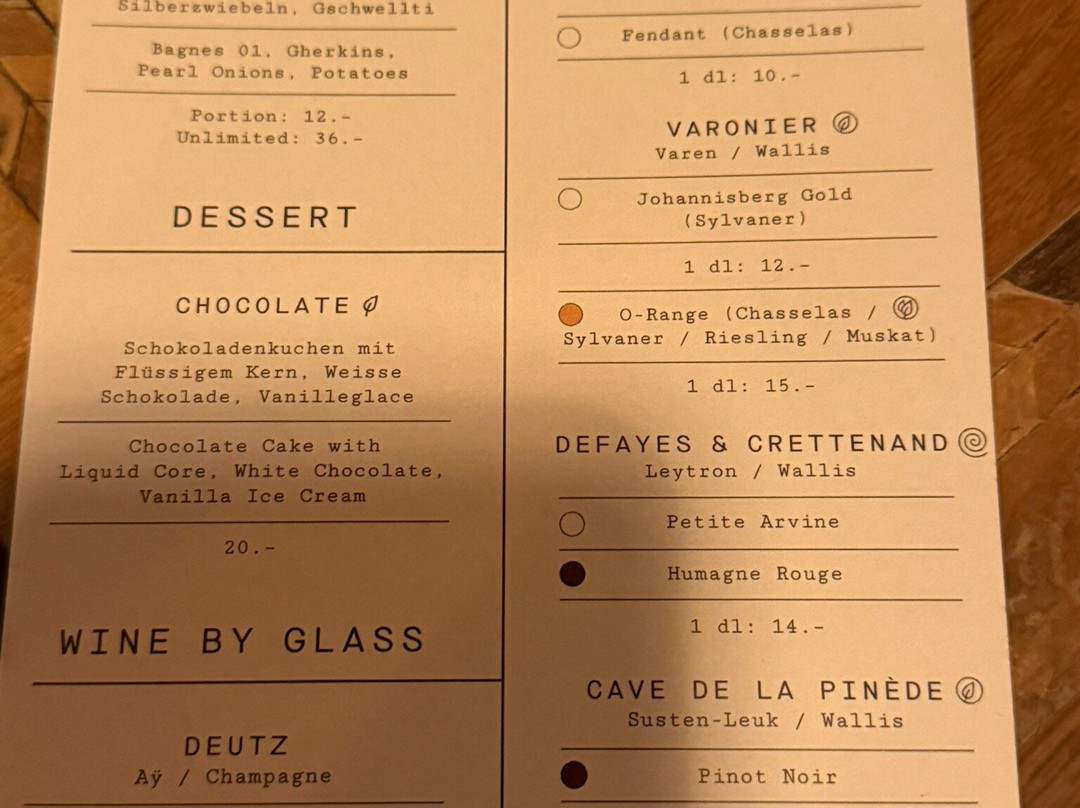 Silberzwiebeln, Gschwellti
Bagnes 01, Gherkins,
Pearl Onions, Potatoes
Portion: 12.-
Unlimited: 36.-
DESSERT
CHOCOLATE
Schokoladenkuchen mit
Flüssigem Kern, Weisse
Schokolade, Vanilleglace
Chocolate Cake with
Liquid Core, White Chocolate,
Vanilla Ice Cream
20.-
WINE BY GLASS
DEUTZ
Aÿ / Champagne
Fendant (Chasselas)
1 dl: 10.-
VARONIER
Varen / Wallis
Johannisberg Gold
(Sylvaner)
1 dl: 12.-
O-Range (Chasselas /
Sylvaner / Riesling / Muskat)
1 dl: 15.-
DEFAYES & CRETTENAND
Leytron / Wallis
Petite Arvine
Humagne Rouge
1 dl: 14.-
CAVE DE LA PINÈDE
Susten-Leuk / Wallis
Pinot Noir